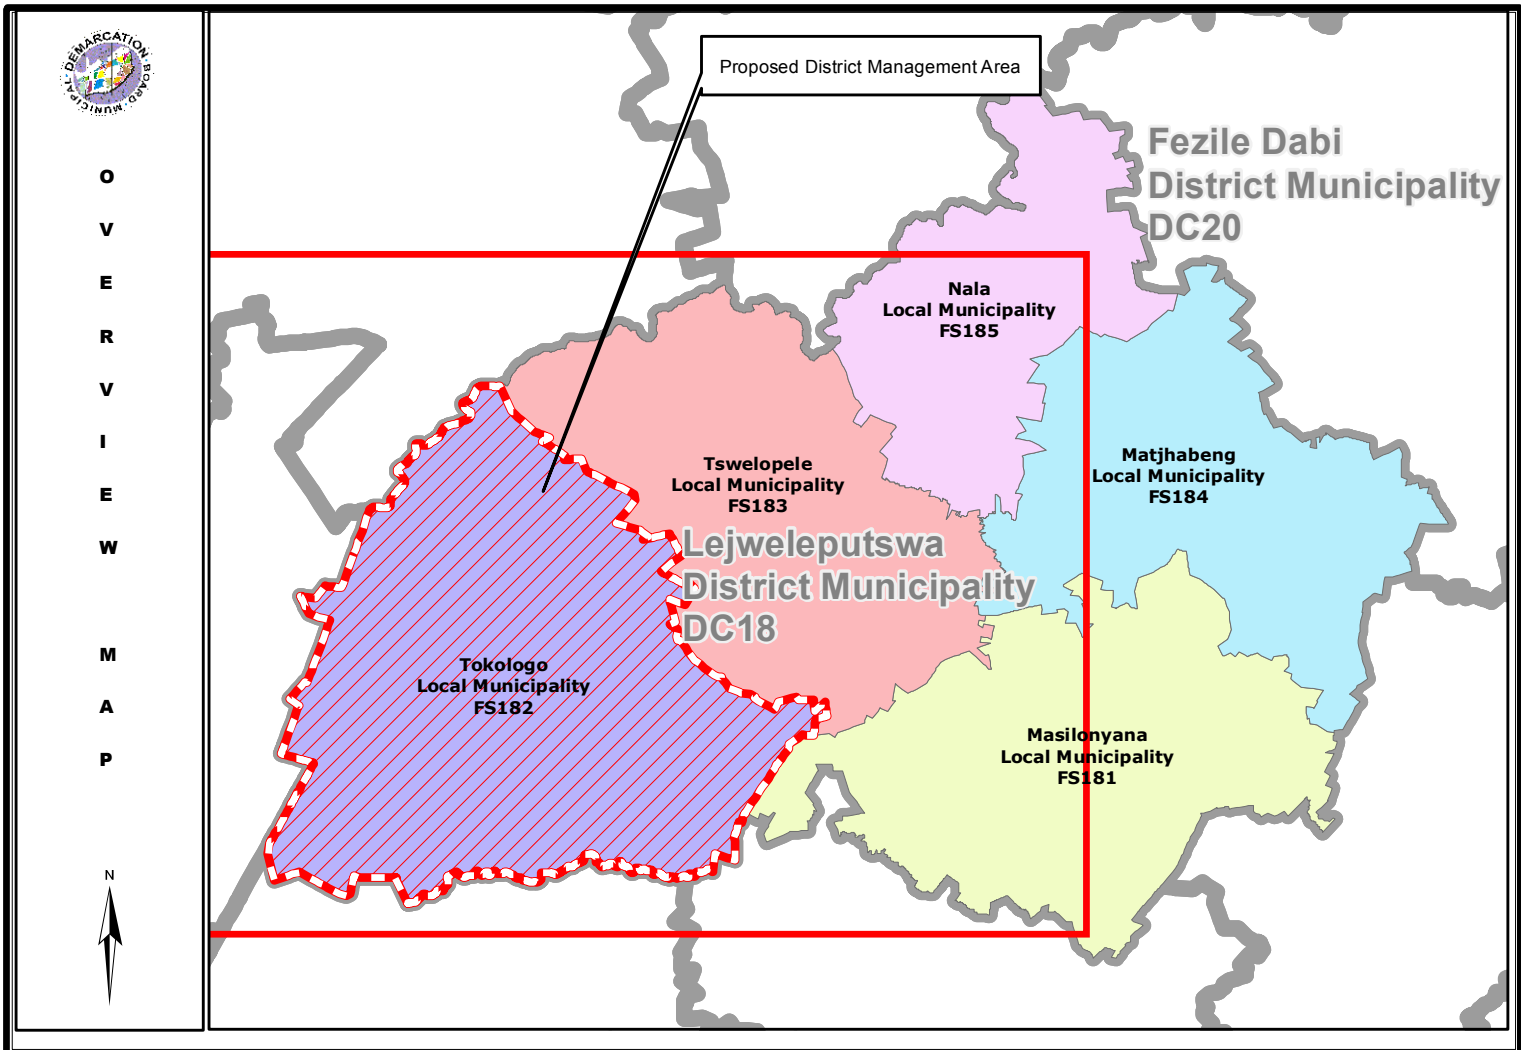 MUNICIPAL DEMARCATION BOARD
O
V
E
R
V
I
E
W
M
A
P
N
Proposed District Management Area
Fezile Dabi
District Municipality
DC20
Nala
Local Municipality
FS185
Matjhabeng
Local Municipality
FS184
Tswelopele
Local Municipality
FS183
Lejweleputswa
District Municipality
DC18
Tokologo
Local Municipality
FS182
Masilonyana
Local Municipality
FS181